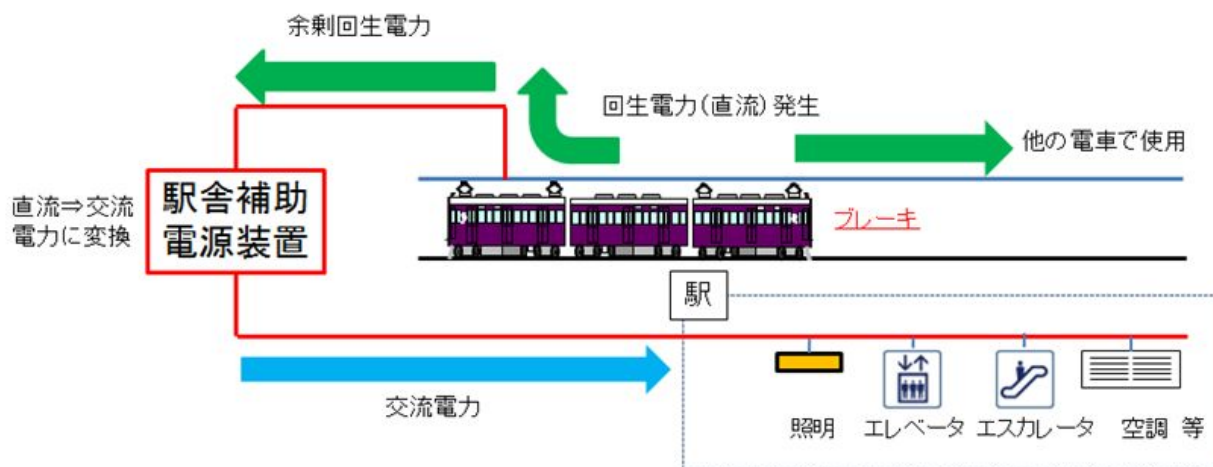 余剰回生電力
回生電力(直流)発生
他の電車で使用
直流⇒交流
電力に変換
駅舎補助
電源装置
ブレーキ
駅
交流電力
照明
エレベータ
エスカレータ
空調 等